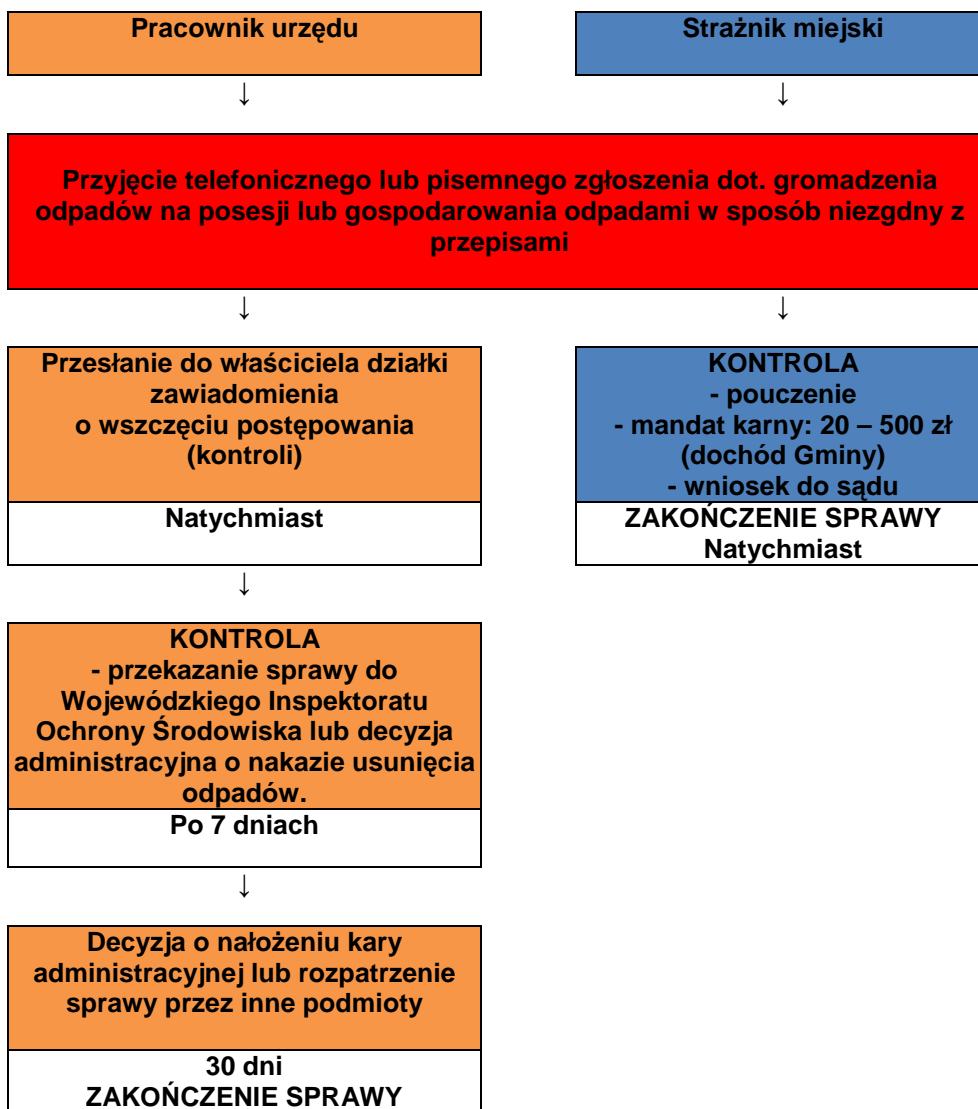 Pracownik urzędu
Strażnik miejski
↓
↓
Przyjęcie telefonicznego lub pisemnego zgłoszenia dot. gromadzenia
odpadów na posesji lub gospodarowania odpadami w sposób niezgdny z
przepisami
↓
↓
Przesłanie do właściciela działki
zawiadomienia
o wszczęciu postępowania
(kontroli)
Natychmiast
KONTROLA
- pouczenie
- mandat karny: 20 – 500 zł
(dochód Gminy)
- wniosek do sądu
ZAKOŃCZENIE SPRAWY
Natychmiast
↓
KONTROLA
- przekazanie sprawy do
Wojewódzkiego Inspektoratu
Ochrony Środowiska lub decyzja
administracyjna o nakazie usunięcia
odpadów.
Po 7 dniach
↓
Decyzja o nałożeniu kary
administracyjnej lub rozpatrzenie
sprawy przez inne podmioty
30 dni
ZAKOŃCZENIE SPRAWY